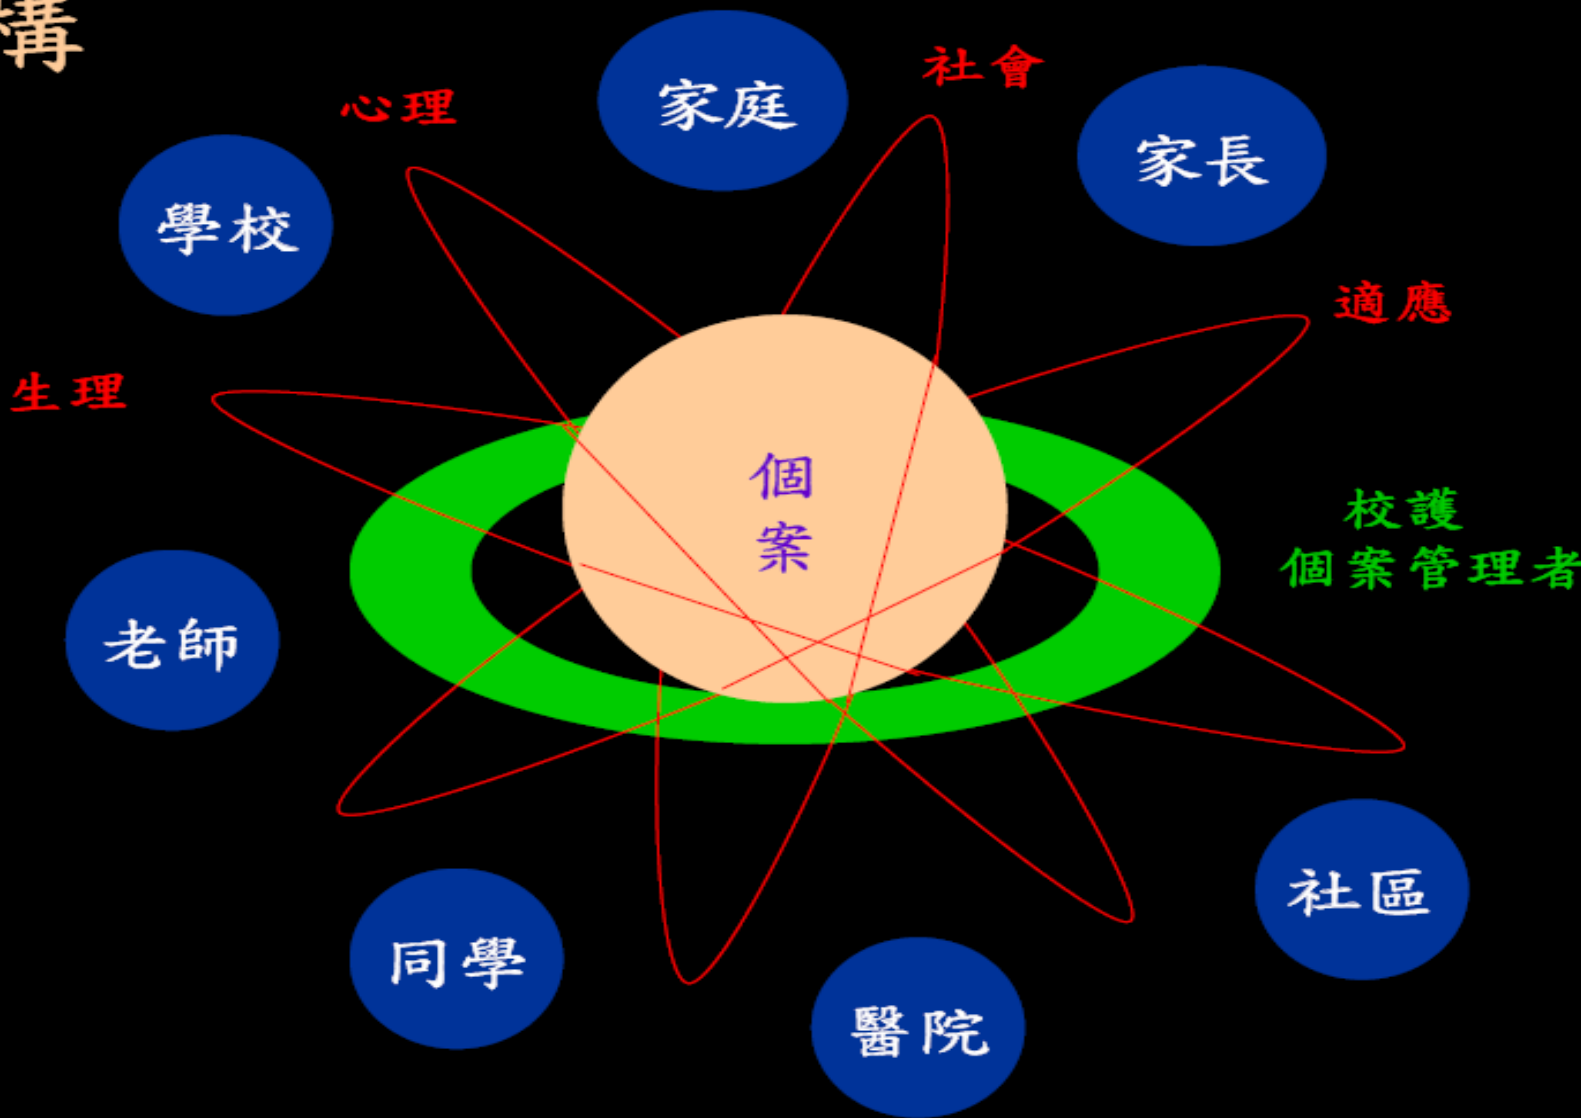 構
社會
家庭
心理
家長
學校
適應
生理
個
案
校護
個案管理者
老師
社區
同學
醫院